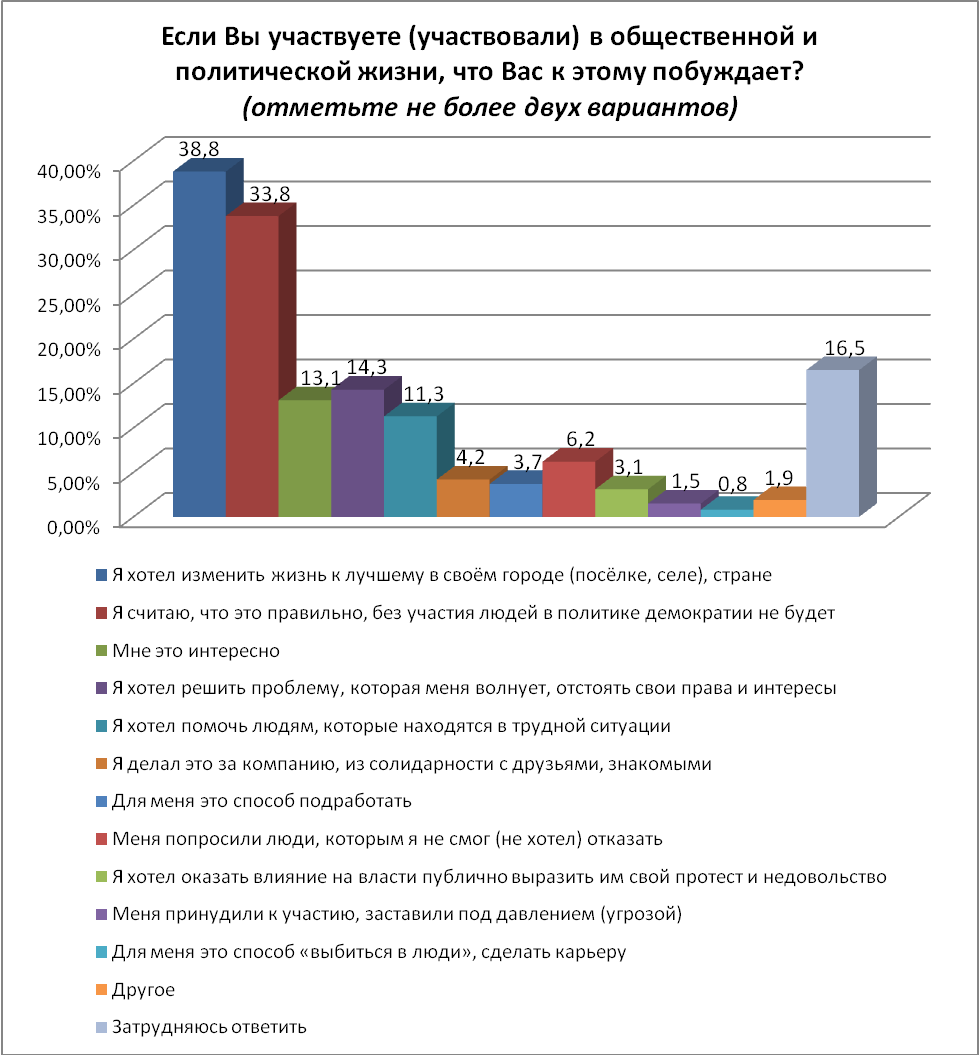 Если Вы участвуете (участвовали) в общественной и
политической жизни, что Вас к этому побуждает?
(отметьте не более двух вариантов)
40,00%
35,00%
30,00%
25,00%
20,00%
15,00%
10,00%
5,00%
0,00%
38,8
33,8
13,1
14,3
11,3
4,2
3,7
6,2
3,1
1,5
0,8
1,9
16,5
Я хотел изменить жизнь к лучшему в своём городе (посёлке, селе), стране
Я считаю, что это правильно, без участия людей в политике демократии не будет
Мне это интересно
Я хотел решить проблему, которая меня волнует, отстоять свои права и интересы
Я хотел помочь людям, которые находятся в трудной ситуации
Я делал это за компанию, из солидарности с друзьями, знакомыми
Для меня это способ подработать
Меня попросили люди, которым я не смог (не хотел) отказать
Я хотел оказать влияние на власти публично выразить им свой протест и недовольство
Меня принудили к участию, заставили под давлением (угрозой)
Для меня это способ «выбиться в люди», сделать карьеру
Другое
Затрудняюсь ответить